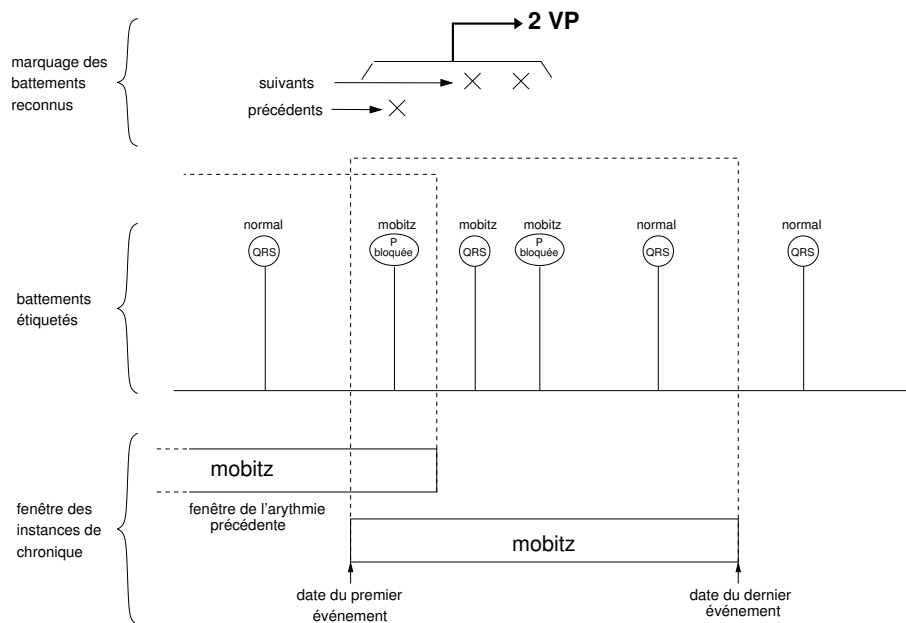 2 VP
marquage des
battements
reconnus
suivants
précédents
normal
mobitz
mobitz
mobitz
normal
normal
QRS
P
bloquée
QRS
P
bloquée
QRS
QRS
battements
étiquetés
mobitz
fenêtre de l'arythmie
précédente
fenêtre des
instances de
chronique
mobitz
date du premier
événement
date du dernier
événement